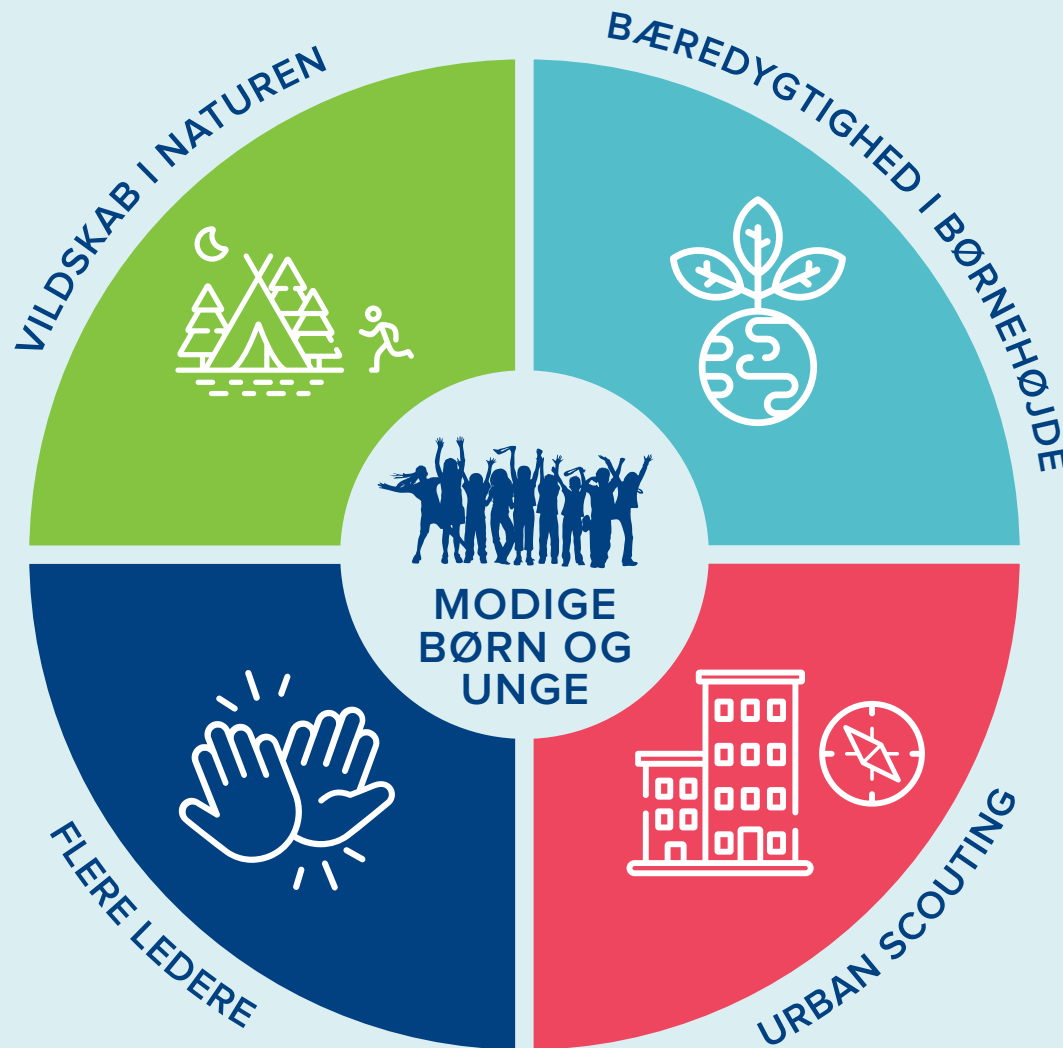 VILDSKAB I NATUREN
BÆREDYGTIGHED I BØRNEHØJDE
MODIGE
BØRN OG
UNGE
FLERE LEDERE
URBAN SCOUTING